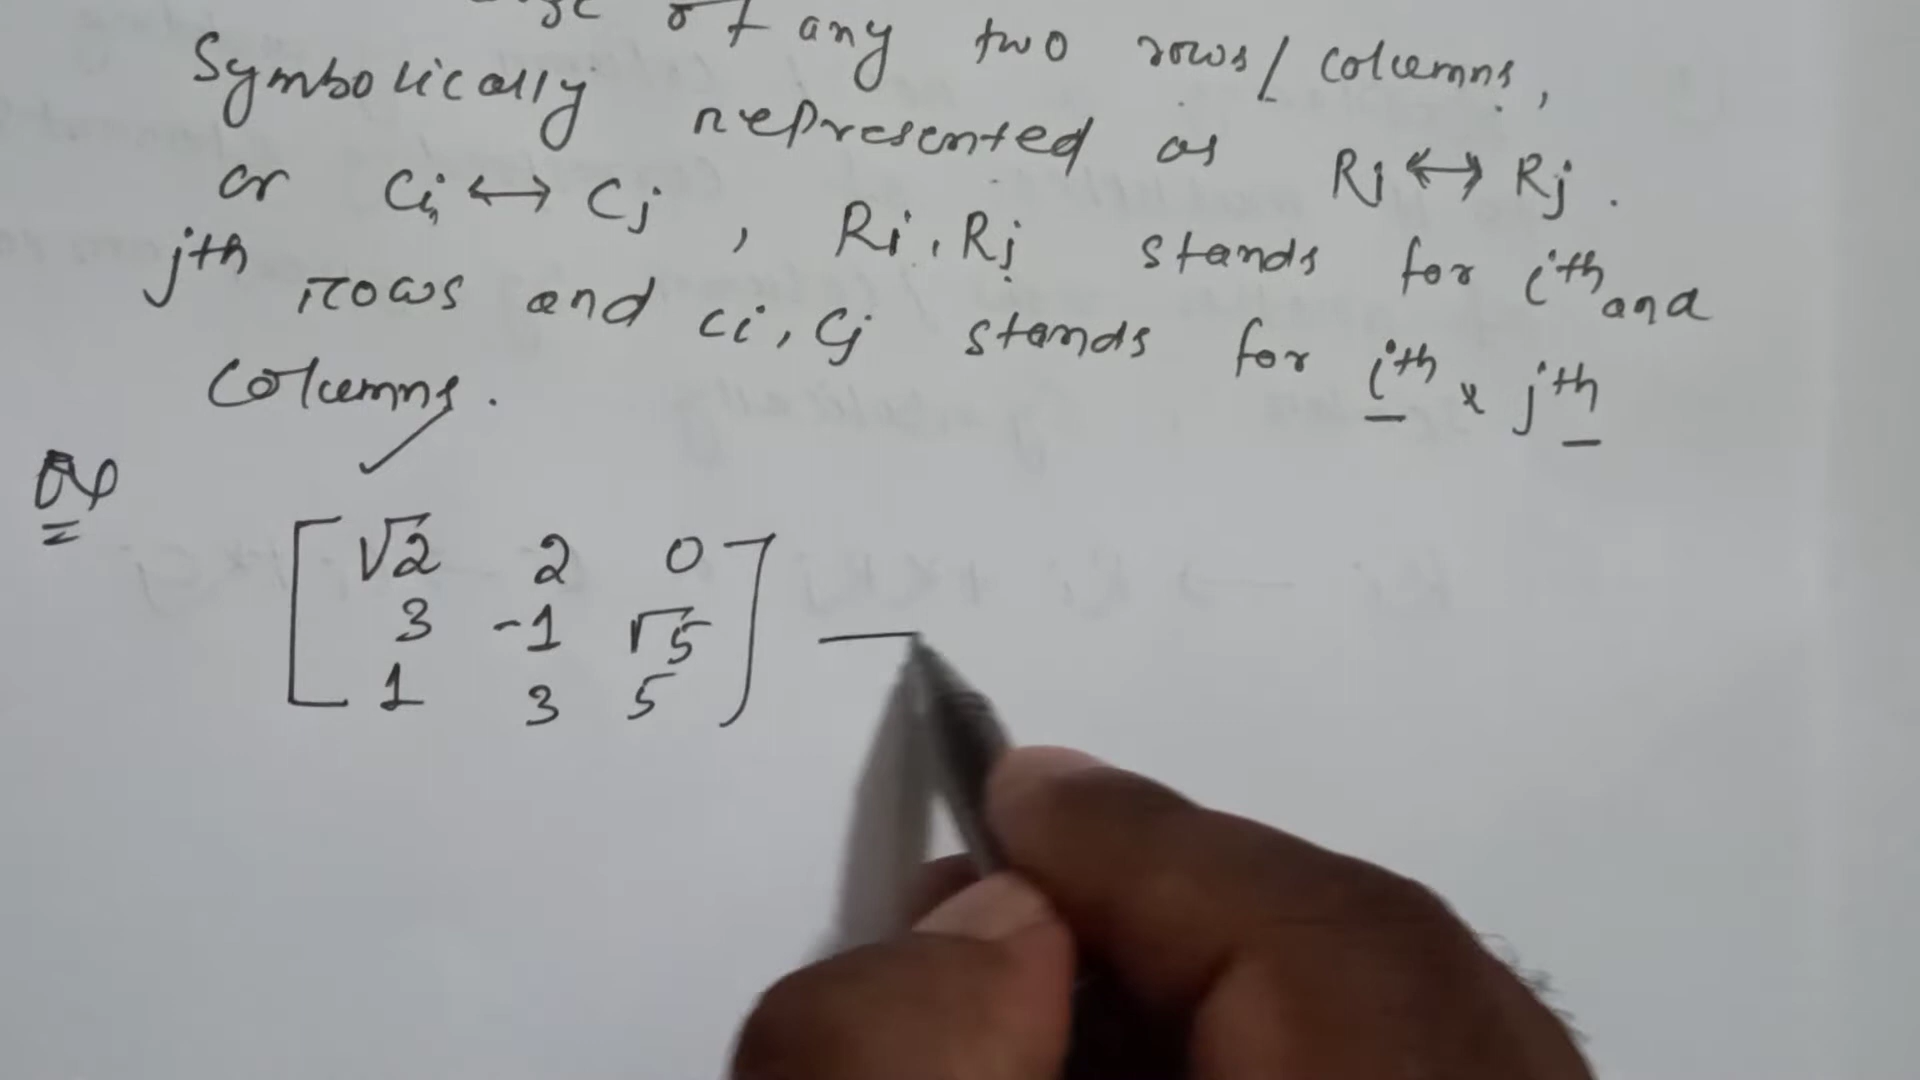 of any two rows/columns,
Symbolically represented as Ri ↔ Rj.
or Ci ↔ Cj, Ri, Rj stands for ith and
jth rows and Ci, Cj stands for ith & jth
columns.
[√2 2 0
3 -1 √5
1 3 5]